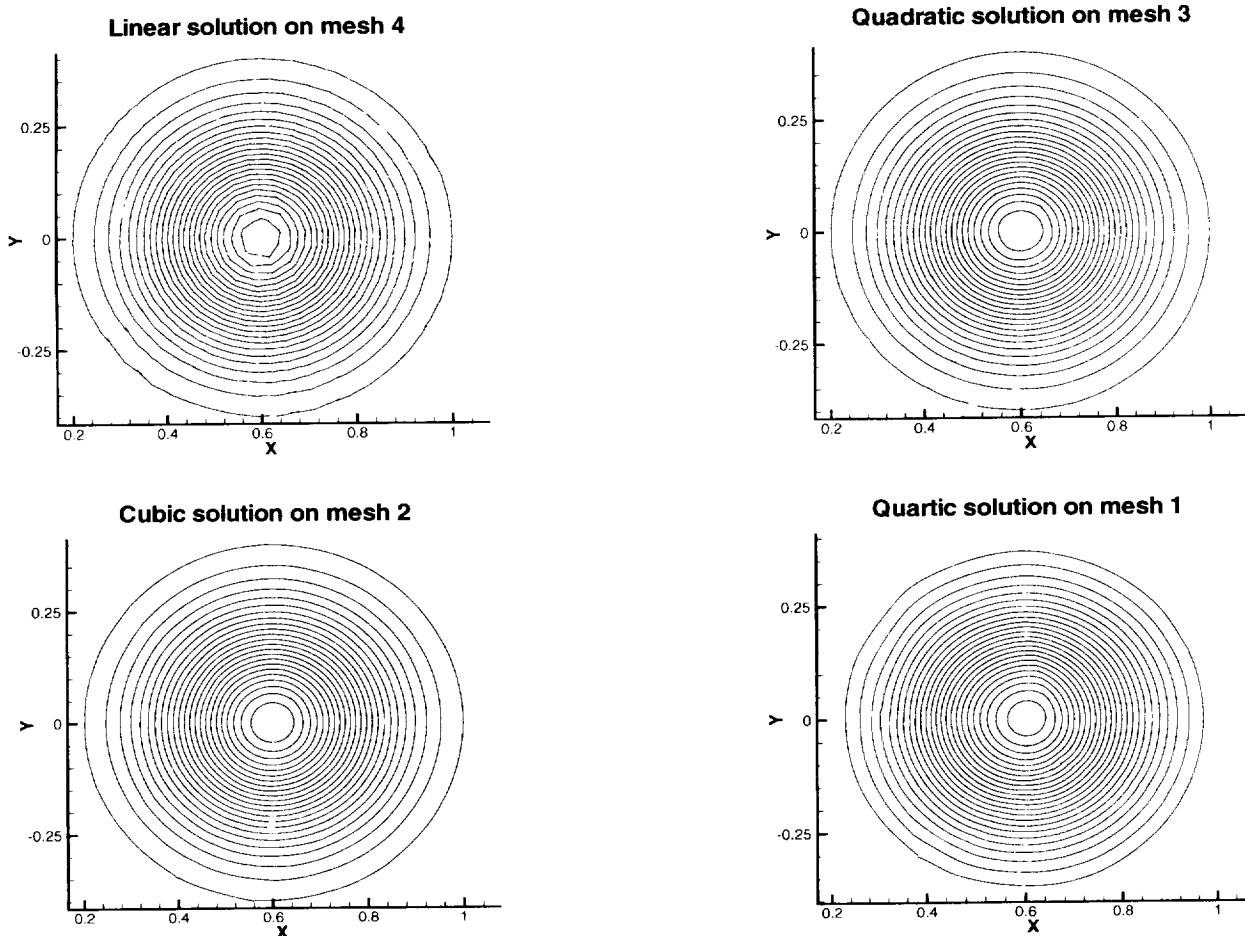 Linear solution on mesh 4
Y
0.25
0
-0.25
0.2 0.4 0.6 0.8 1
X
Quadratic solution on mesh 3
Y
0.25
0
-0.25
0.2 0.4 0.6 0.8 1
X
Cubic solution on mesh 2
Y
0.25
0
-0.25
0.2 0.4 0.6 0.8 1
X
Quartic solution on mesh 1
Y
0.25
0
-0.25
0.2 0.4 0.6 0.8 1
X